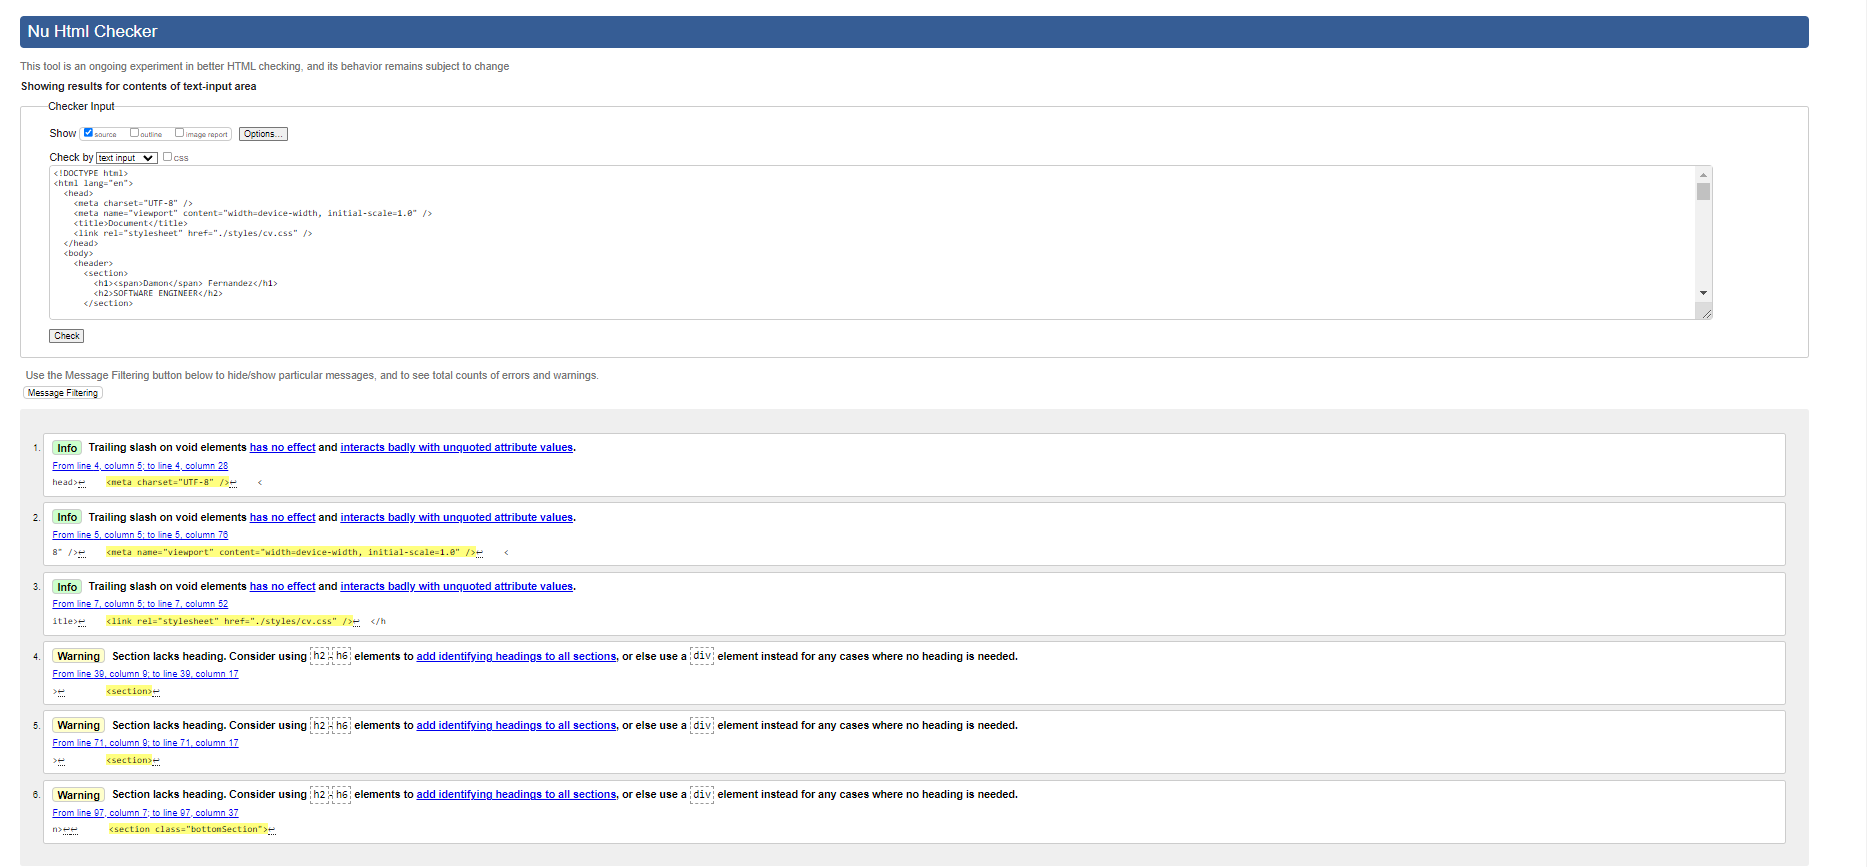 Nu Html Checker
This tool is an ongoing experiment in better HTML checking, and its behavior remains subject to change
Showing results for contents of text-input area
Checker Input
Show source outline image report Options...
Check by text input css
<!DOCTYPE html>
<html lang="en">
<head>
<meta charset="UTF-8" />
<meta name="viewport" content="width=device-width, initial-scale=1.0" />
<title>Document</title>
<link rel="stylesheet" href="./styles/cv.css" />
</head>
<body>
<header>
<section>
<h1><span>Damon</span> Fernandez</h1>
<h2>SOFTWARE ENGINEER</h2>
</section>
Check
Use the Message Filtering button below to hide/show particular messages, and to see total counts of errors and warnings.
Message Filtering
1. Info Trailing slash on void elements has no effect and interacts badly with unquoted attribute values.
From line 4, column 5; to line 4, column 28
head>↩ <meta charset="UTF-8" />↩ <
2. Info Trailing slash on void elements has no effect and interacts badly with unquoted attribute values.
From line 5, column 5; to line 5, column 76
8" />↩ <meta name="viewport" content="width=device-width, initial-scale=1.0" />↩ <
3. Info Trailing slash on void elements has no effect and interacts badly with unquoted attribute values.
From line 7, column 5; to line 7, column 52
itle>↩ <link rel="stylesheet" href="./styles/cv.css" />↩ </h
4. Warning Section lacks heading. Consider using h2-h6 elements to add identifying headings to all sections, or else use a div element instead for any cases where no heading is needed.
From line 39, column 9; to line 39, column 17
>↩ <section>↩
5. Warning Section lacks heading. Consider using h2-h6 elements to add identifying headings to all sections, or else use a div element instead for any cases where no heading is needed.
From line 71, column 9; to line 71, column 17
>↩ <section>↩
6. Warning Section lacks heading. Consider using h2-h6 elements to add identifying headings to all sections, or else use a div element instead for any cases where no heading is needed.
From line 97, column 7; to line 97, column 37
n>↩↩ <section class="bottomSection">↩